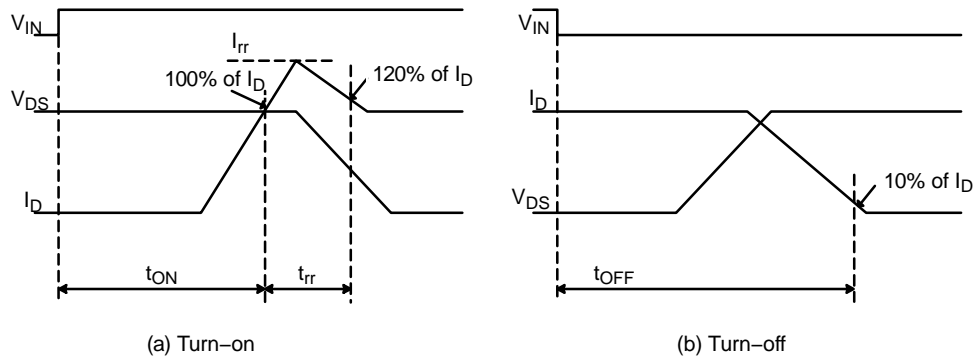 V_IN
I_rr
100% of I_D
120% of I_D
V_DS
I_D
t_ON
t_rr
(a) Turn−on
V_IN
I_D
V_DS
10% of I_D
t_OFF
(b) Turn−off